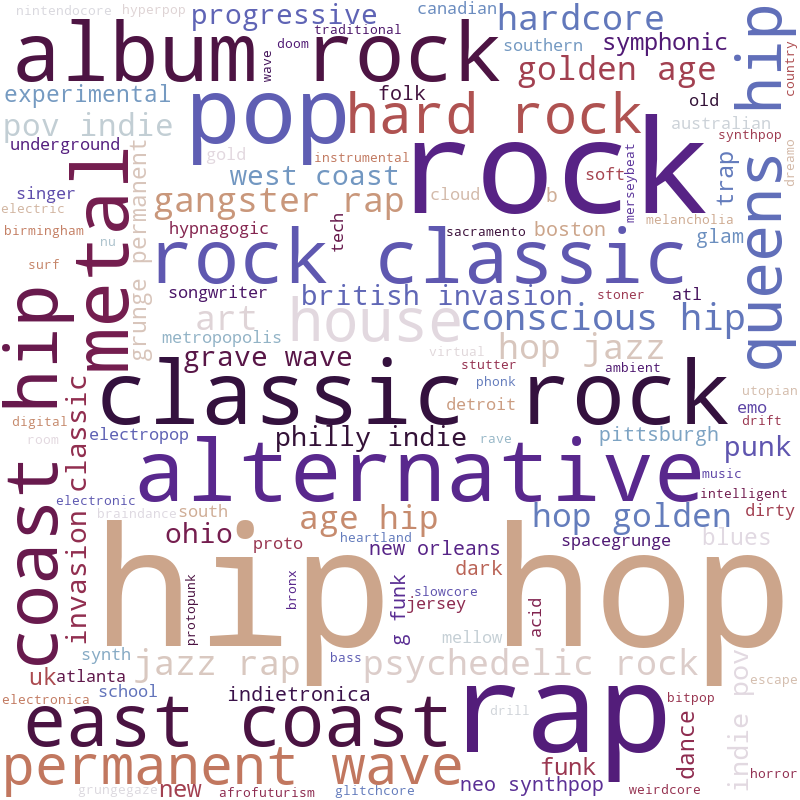 nintendocore
hyperpop
progressive
canadian
hardcore
album rock
wave
doom
traditional
southern
symphonic
queens hip
country
golden age
experimental
pop
folk
hard rock
old
pov indie
rock
australian
synthpop
underground
metal
grunge permanent
gold
instrumental
west coast
soft
merseybeat
trap
dreamo
singer
gangster rap
cloud
b
melancholia
electric
birmingham
nu
hypnagogic
tech
sacramento
boston
glam
rock classic
surf
coast hip
songwriter
british invasion
stoner
atl
art
house
conscious hip
metropopolis
grave wave
virtual
hop jazz
stutter
ambient
invasion classic
classic rock
phonk
utopian
detroit
emo
digital
drift
room
electropop
philly indie
rave
pittsburgh
punk
alternative
music
electronic
intelligent
braindance
south
age hip
hop golden
dirty
ohio
proto
heartland
new orleans
spacegrunge
blues
hip hop
dark
protopunk
bronx
g funk
slowcore
jersey
acid
mellow
synth
jazz rap
bass
psychedelic rock
indie pov
uk
atlanta
escape
electronica
school
indietronica
rap
bitpop
east coast
drill
dance
permanent wave
funk
horror
grungegaze
new
afrofuturism
glitchcore
neo synthpop
weirdcore